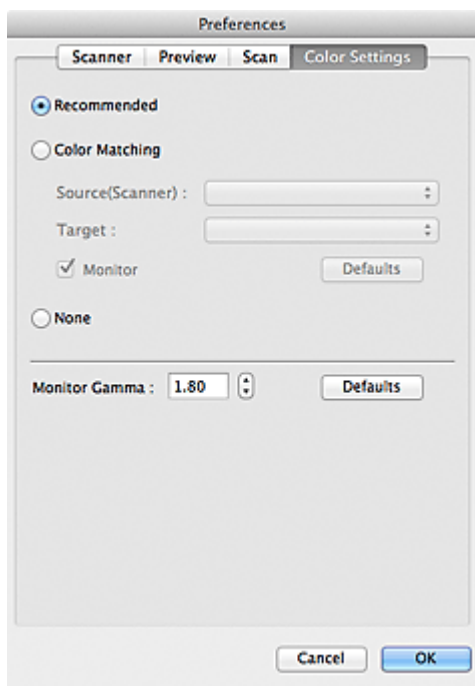 Preferences
Scanner Preview Scan Color Settings
Recommended
Color Matching
Source(Scanner) :
Target :
Monitor Defaults
None
Monitor Gamma : 1.80 Defaults
Cancel OK